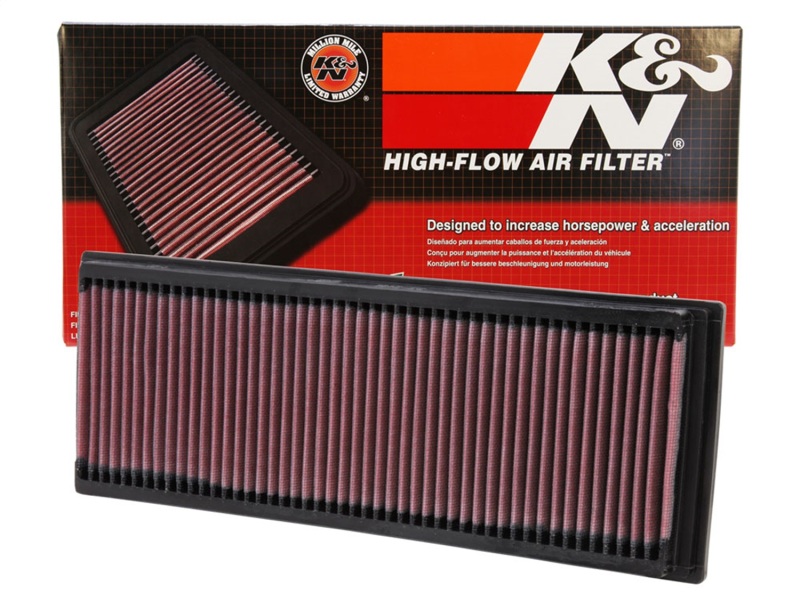 MILLION MILE
K&N
LIMITED WARRANTY
®
K&N®
HIGH-FLOW AIR FILTER™
Designed to increase horsepower & acceleration
Diseñado para aumentar caballos de fuerza y aceleración
Conçu pour augmenter la puissance et l'accélération du véhicule
Konzipiert für bessere beschleunigung und motorleistung